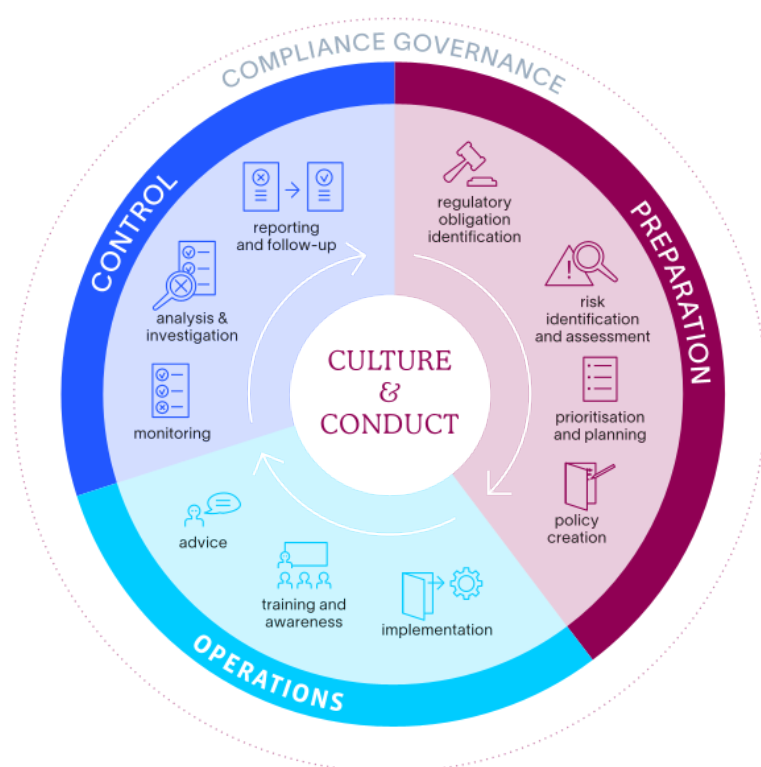 COMPLIANCE GOVERNANCE
PREPARATION
regulatory
obligation
identification
risk
identification
and assessment
prioritisation
and planning
policy
creation
OPERATIONS
implementation
training and
awareness
advice
CONTROL
monitoring
analysis &
investigation
reporting
and follow-up
CULTURE
&
CONDUCT